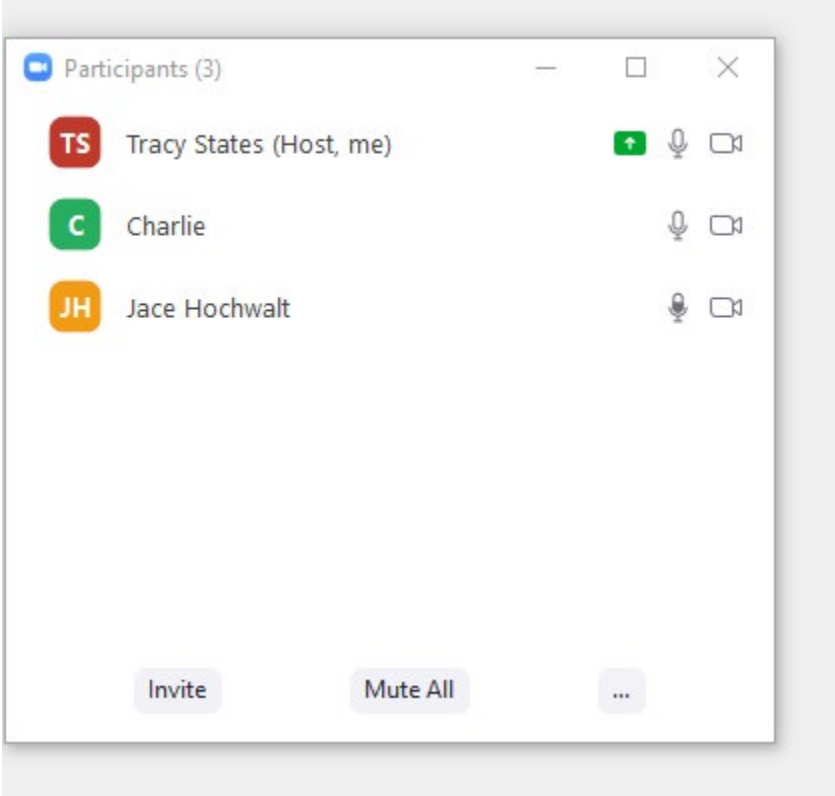 Participants (3)
TS Tracy States (Host, me)
C Charlie
JH Jace Hochwalt
Invite Mute All ...